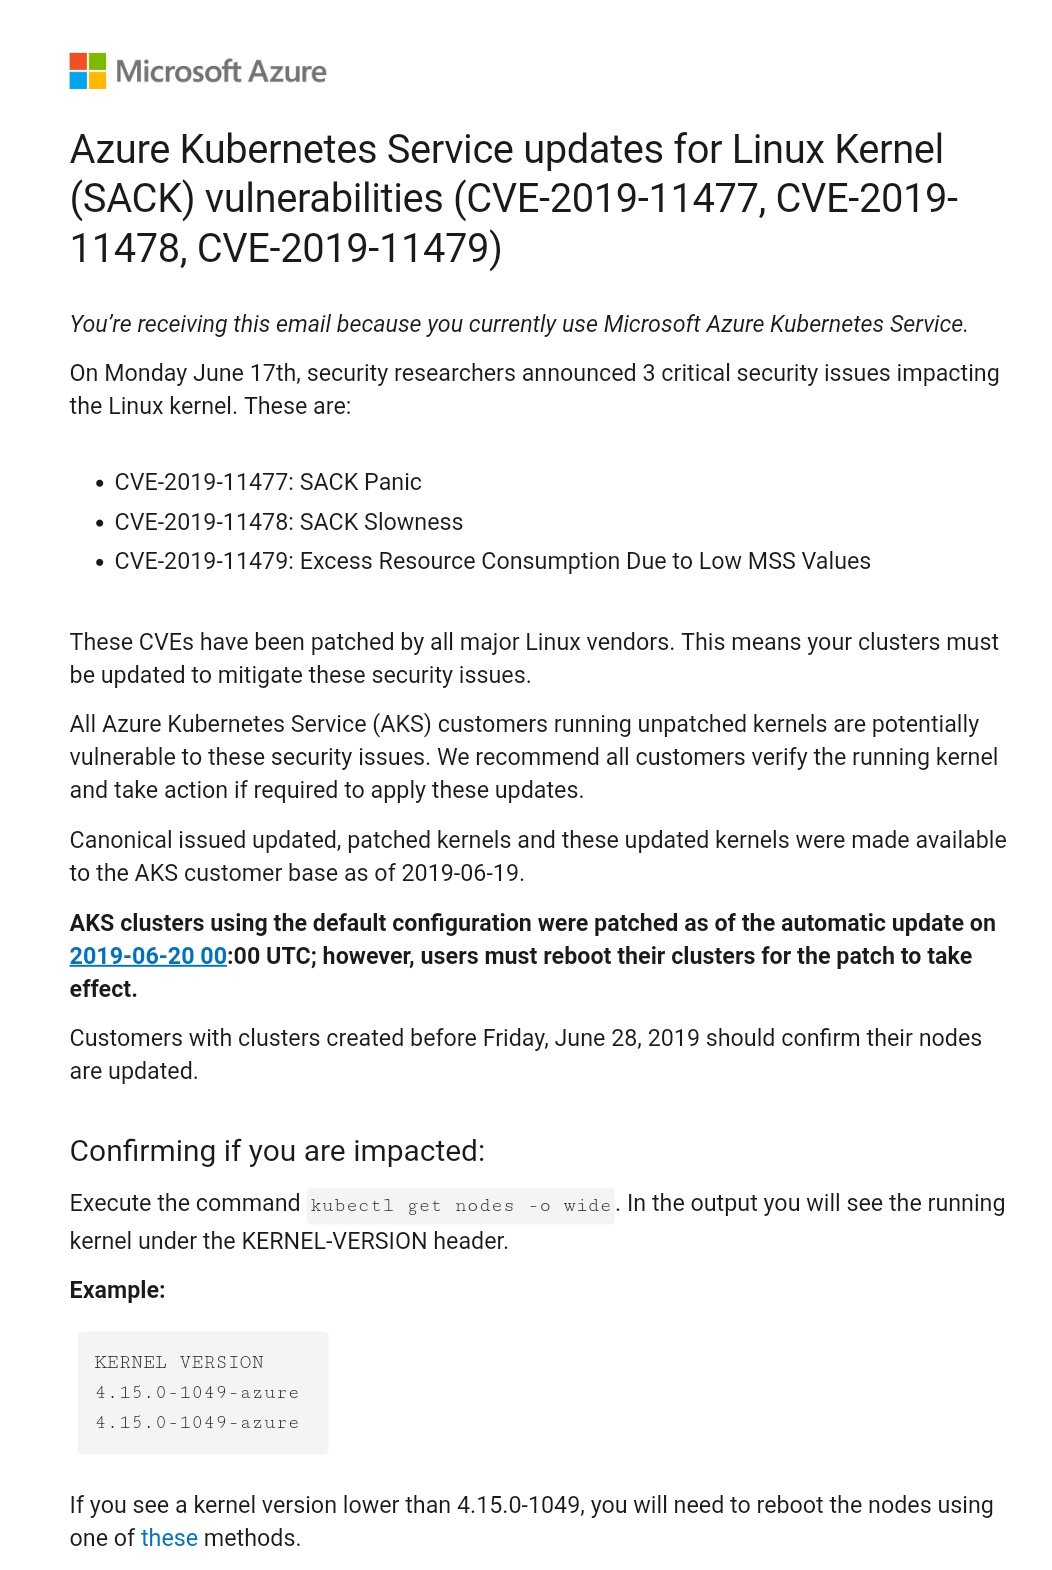 Microsoft Azure
Azure Kubernetes Service updates for Linux Kernel
(SACK) vulnerabilities (CVE-2019-11477, CVE-2019-
11478, CVE-2019-11479)
You’re receiving this email because you currently use Microsoft Azure Kubernetes Service.
On Monday June 17th, security researchers announced 3 critical security issues impacting
the Linux kernel. These are:
• CVE-2019-11477: SACK Panic
• CVE-2019-11478: SACK Slowness
• CVE-2019-11479: Excess Resource Consumption Due to Low MSS Values
These CVEs have been patched by all major Linux vendors. This means your clusters must
be updated to mitigate these security issues.
All Azure Kubernetes Service (AKS) customers running unpatched kernels are potentially
vulnerable to these security issues. We recommend all customers verify the running kernel
and take action if required to apply these updates.
Canonical issued updated, patched kernels and these updated kernels were made available
to the AKS customer base as of 2019-06-19.
AKS clusters using the default configuration were patched as of the automatic update on
2019-06-20 00:00 UTC; however, users must reboot their clusters for the patch to take
effect.
Customers with clusters created before Friday, June 28, 2019 should confirm their nodes
are updated.
Confirming if you are impacted:
Execute the command kubectl get nodes -o wide. In the output you will see the running
kernel under the KERNEL-VERSION header.
Example:
KERNEL VERSION
4.15.0-1049-azure
4.15.0-1049-azure
If you see a kernel version lower than 4.15.0-1049, you will need to reboot the nodes using
one of these methods.